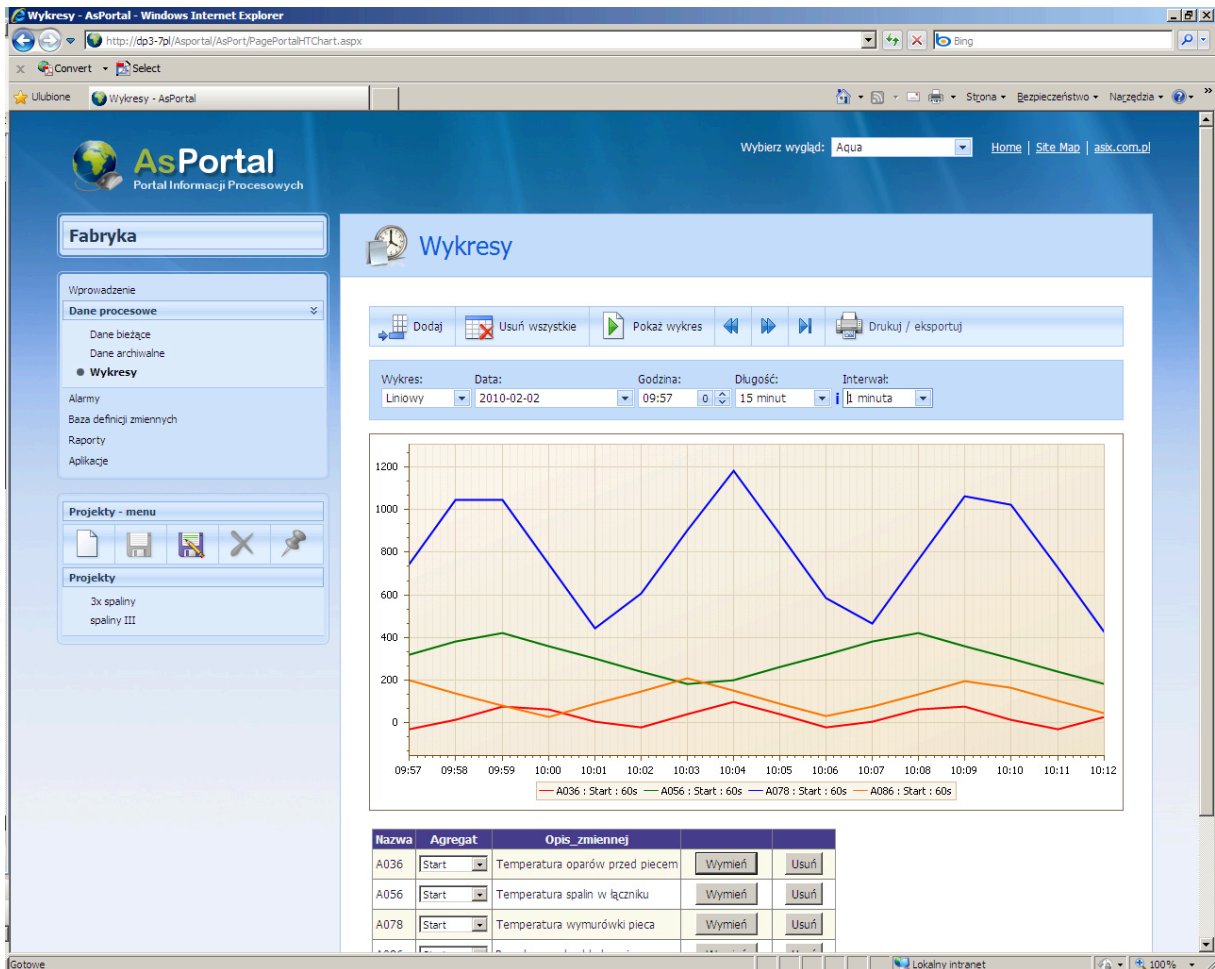 Wykresy - AsPortal - Windows Internet Explorer
http://dp3-7pl/Asportal/AsPort/PagePortalHTChart.aspx
Bing
x Convert Select
Ulubione Wykresy - AsPortal Strona Bezpieczeństwo Narzędzia »
AsPortal
Portal Informacji Procesowych
Wybierz wygląd: Aqua Home | Site Map | asix.com.pl
Fabryka
Wprowadzenie
Dane procesowe
Dane bieżące
Dane archiwalne
Wykresy
Alarmy
Baza definicji zmiennych
Raporty
Aplikacje
Projekty - menu
Projekty
3x spaliny
spaliny III
Wykresy
Dodaj Usuń wszystkie Pokaż wykres Drukuj / eksportuj
Wykres: Data: Godzina: Długość: Interwał:
Liniowy 2010-02-02 09:57 0 15 minut i 1 minuta
1200
1000
800
600
400
200
0
09:57 09:58 09:59 10:00 10:01 10:02 10:03 10:04 10:05 10:06 10:07 10:08 10:09 10:10 10:11 10:12
A036 : Start : 60s A056 : Start : 60s A078 : Start : 60s A086 : Start : 60s
Nazwa Agregat Opis_zmiennej
A036 Start Temperatura oparów przed piecem Wymień Usuń
A056 Start Temperatura spalin w łączniku Wymień Usuń
A078 Start Temperatura wymurówki pieca Wymień Usuń
Gotowe Lokalny intranet 100%